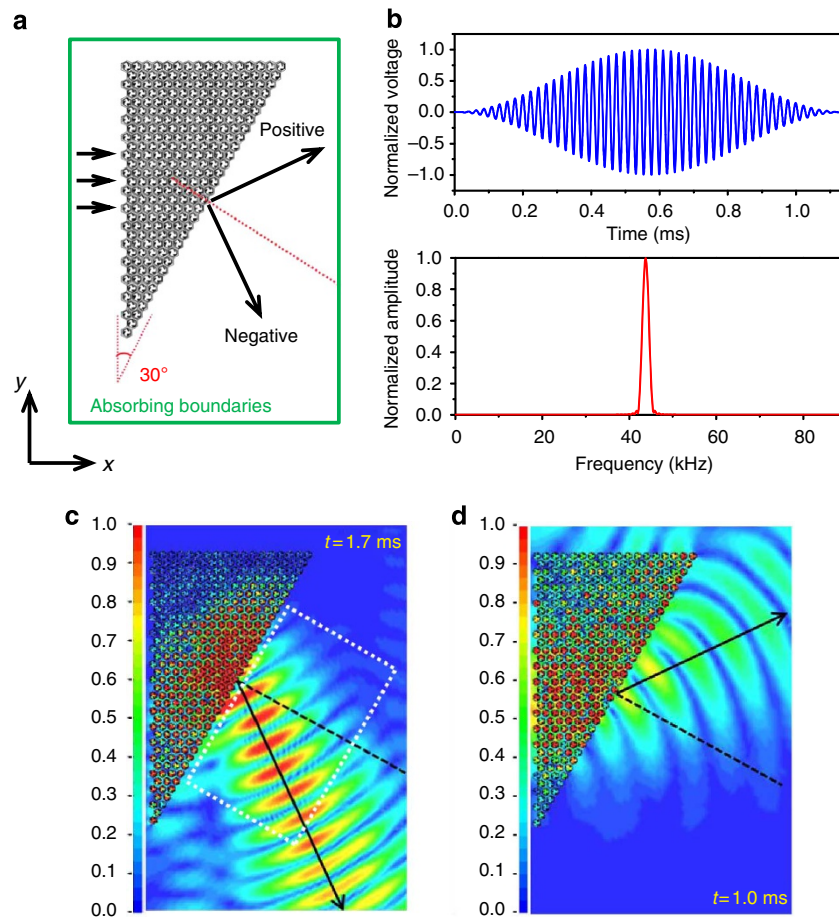 a
Positive
Negative
30°
Absorbing boundaries
y
x
b
Normalized voltage
1.0
0.5
0.0
−0.5
−1.0
0.0 0.2 0.4 0.6 0.8 1.0
Time (ms)
Normalized amplitude
1.0
0.8
0.6
0.4
0.2
0.0
0 20 40 60 80
Frequency (kHz)
c
1.0
0.9
0.8
0.7
0.6
0.5
0.4
0.3
0.2
0.1
0.0
t = 1.7 ms
d
1.0
0.9
0.8
0.7
0.6
0.5
0.4
0.3
0.2
0.1
0.0
t = 1.0 ms